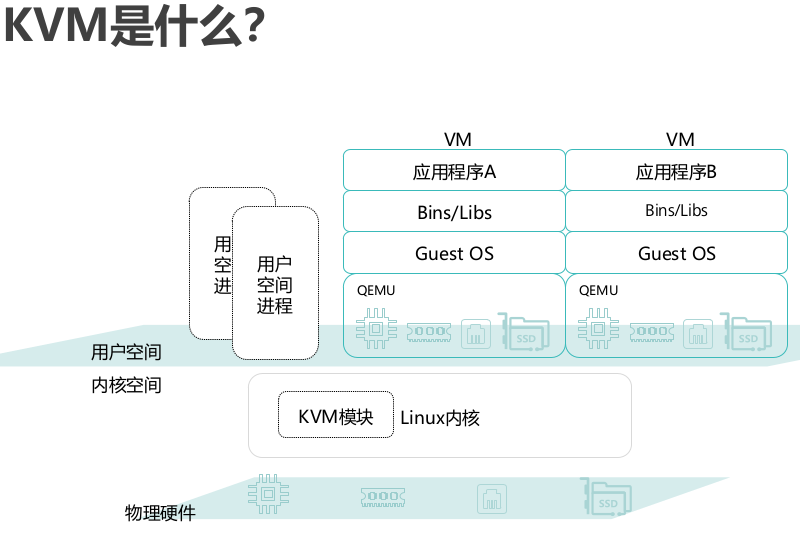 KVM是什么？
VM
VM
应用程序A
应用程序B
Bins/Libs
Bins/Libs
Guest OS
Guest OS
QEMU
QEMU
SSD
SSD
用
空
进
用户
空间
进程
用户空间
内核空间
KVM模块
Linux内核
物理硬件
SSD